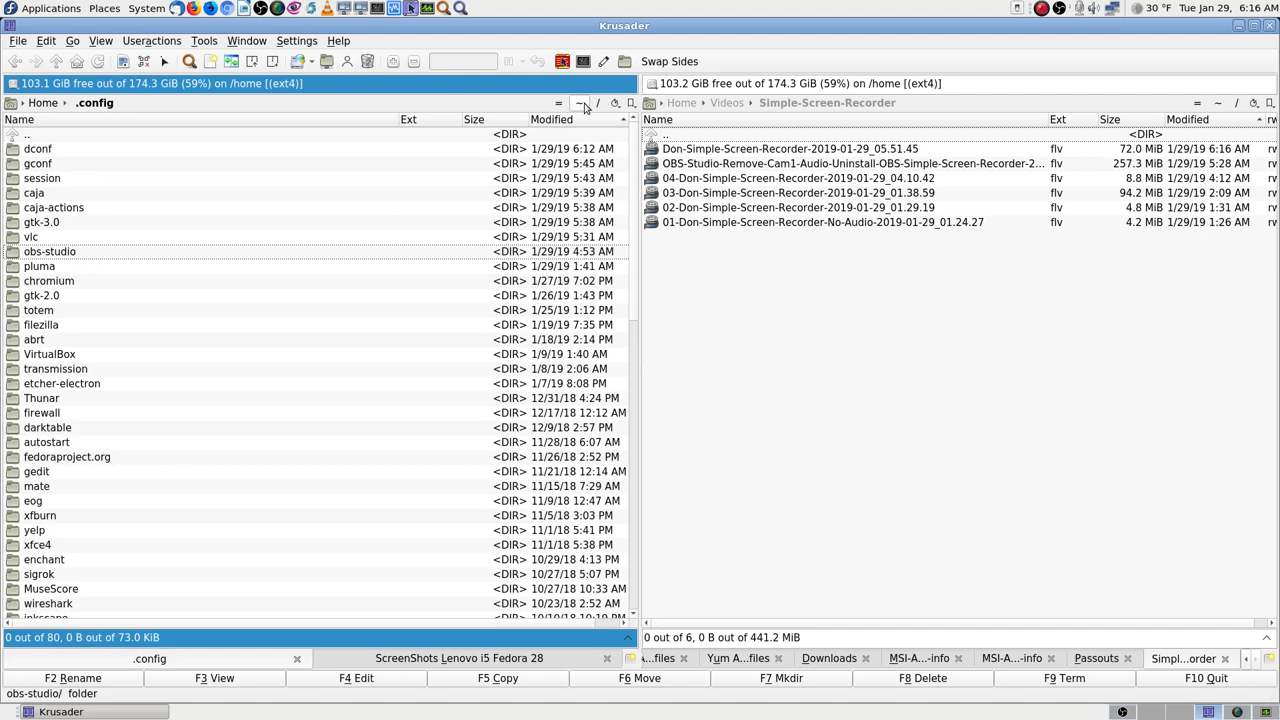 Applications Places System 30 °F Tue Jan 29, 6:16 AM
Krusader
File Edit Go View Useractions Tools Window Settings Help
Swap Sides
103.1 GiB free out of 174.3 GiB (59%) on /home [(ext4)]
103.2 GiB free out of 174.3 GiB (59%) on /home [(ext4)]
Home .config = ~ /
Home Videos Simple-Screen-Recorder = ~ /
Name Ext Size Modified
.. <DIR>
dconf <DIR> 1/29/19 6:12 AM
gconf <DIR> 1/29/19 5:45 AM
session <DIR> 1/29/19 5:43 AM
caja <DIR> 1/29/19 5:39 AM
caja-actions <DIR> 1/29/19 5:38 AM
gtk-3.0 <DIR> 1/29/19 5:38 AM
vlc <DIR> 1/29/19 5:31 AM
obs-studio <DIR> 1/29/19 4:53 AM
pluma <DIR> 1/29/19 1:41 AM
chromium <DIR> 1/27/19 7:02 PM
gtk-2.0 <DIR> 1/26/19 1:43 PM
totem <DIR> 1/25/19 1:12 PM
filezilla <DIR> 1/19/19 7:35 PM
abrt <DIR> 1/18/19 2:14 PM
VirtualBox <DIR> 1/9/19 1:40 AM
transmission <DIR> 1/8/19 2:06 AM
etcher-electron <DIR> 1/7/19 8:08 PM
Thunar <DIR> 12/31/18 4:24 PM
firewall <DIR> 12/17/18 12:12 AM
darktable <DIR> 12/9/18 2:57 PM
autostart <DIR> 11/28/18 6:07 AM
fedoraproject.org <DIR> 11/26/18 2:52 PM
gedit <DIR> 11/21/18 12:14 AM
mate <DIR> 11/15/18 7:29 AM
eog <DIR> 11/9/18 12:47 AM
xfburn <DIR> 11/5/18 3:03 PM
yelp <DIR> 11/1/18 5:41 PM
xfce4 <DIR> 11/1/18 5:38 PM
enchant <DIR> 10/29/18 4:13 PM
sigrok <DIR> 10/27/18 5:07 PM
MuseScore <DIR> 10/27/18 10:33 AM
wireshark <DIR> 10/23/18 2:52 AM
inkscape <DIR> 10/10/18 10:19 PM
Name Ext Size Modified rw
.. <DIR>
Don-Simple-Screen-Recorder-2019-01-29_05.51.45 flv 72.0 MiB 1/29/19 6:16 AM rw
OBS-Studio-Remove-Cam1-Audio-Uninstall-OBS-Simple-Screen-Recorder-2... flv 257.3 MiB 1/29/19 5:28 AM rw
04-Don-Simple-Screen-Recorder-2019-01-29_04.10.42 flv 8.8 MiB 1/29/19 4:12 AM rw
03-Don-Simple-Screen-Recorder-2019-01-29_01.38.59 flv 94.2 MiB 1/29/19 2:09 AM rw
02-Don-Simple-Screen-Recorder-2019-01-29_01.29.19 flv 4.8 MiB 1/29/19 1:31 AM rw
01-Don-Simple-Screen-Recorder-No-Audio-2019-01-29_01.24.27 flv 4.2 MiB 1/29/19 1:26 AM rw
0 out of 80, 0 B out of 73.0 KiB
0 out of 6, 0 B out of 441.2 MiB
.config ScreenShots Lenovo i5 Fedora 28
A...files Yum A...files Downloads MSI-A...-info MSI-A...-info Passouts Simpl...order
F2 Rename F3 View F4 Edit F5 Copy F6 Move F7 Mkdir F8 Delete F9 Term F10 Quit
obs-studio/ folder
Krusader